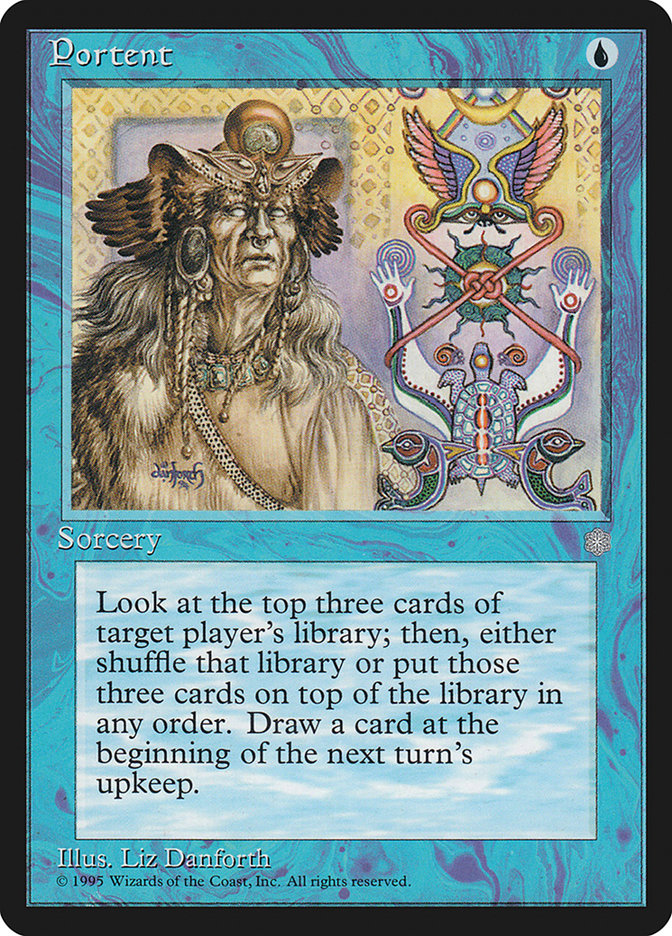 Portent
danforth
Sorcery
Look at the top three cards of
target player's library; then, either
shuffle that library or put those
three cards on top of the library in
any order. Draw a card at the
beginning of the next turn's
upkeep.
Illus. Liz Danforth
© 1995 Wizards of the Coast, Inc. All rights reserved.